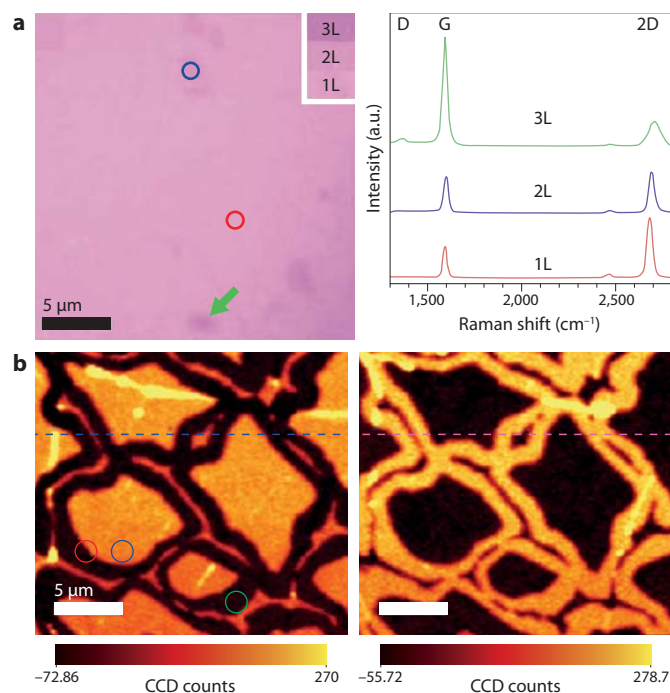 a
3L
2L
1L
5 μm
D
G
2D
3L
2L
1L
Intensity (a.u.)
1,500
2,000
2,500
Raman shift (cm⁻¹)
b
5 μm
−72.86
270
CCD counts
−55.72
278.7
CCD counts